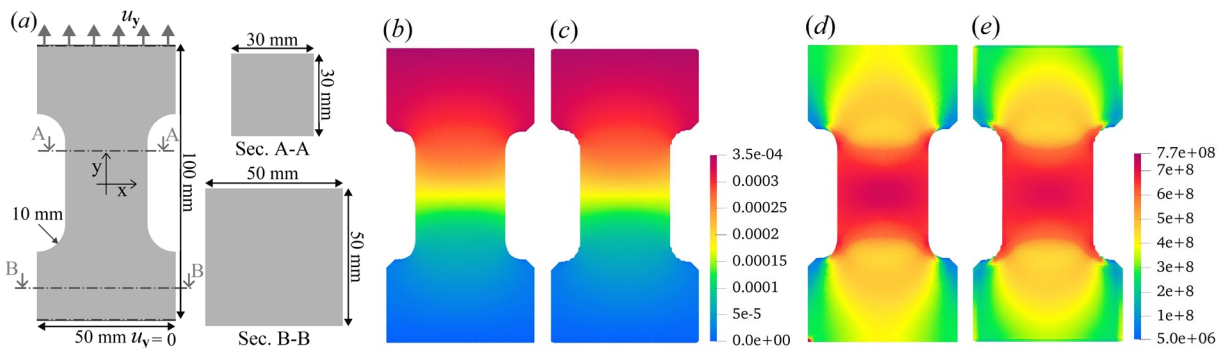 (a)
u_y
30 mm
30 mm
A
A
Sec. A-A
y
x
100 mm
50 mm
10 mm
50 mm
B
B
50 mm
u_y = 0
Sec. B-B
(b)
(c)
3.5e-04
0.0003
0.00025
0.0002
0.00015
0.0001
5e-5
0.0e+00
(d)
(e)
7.7e+08
7e+8
6e+8
5e+8
4e+8
3e+8
2e+8
1e+8
5.0e+06